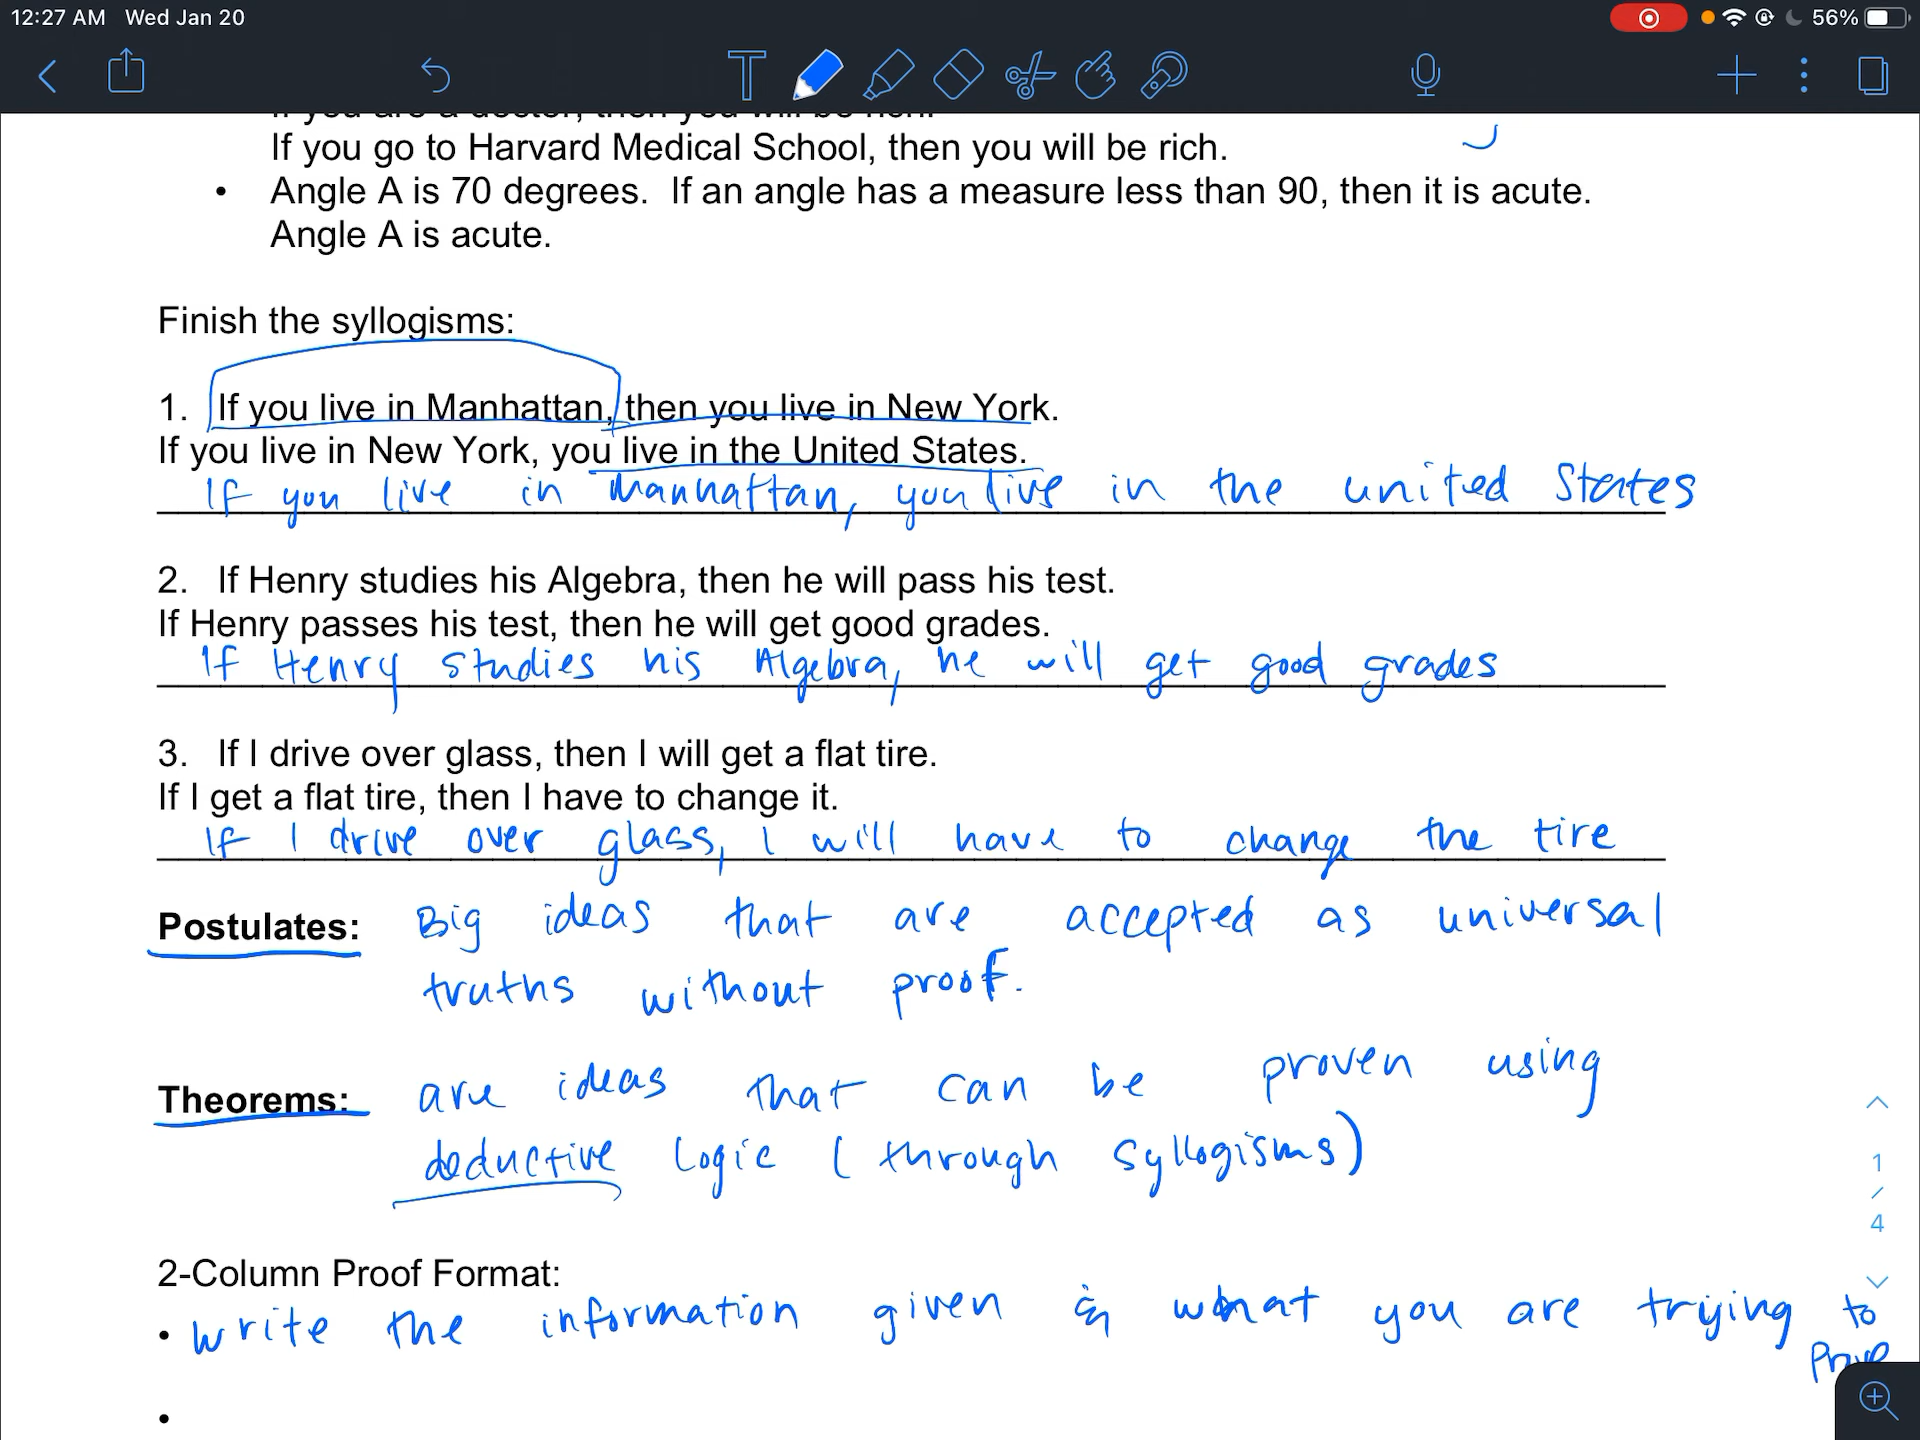 12:27 AM Wed Jan 20
56%
If you are a doctor, then you will be rich.
If you go to Harvard Medical School, then you will be rich.
• Angle A is 70 degrees. If an angle has a measure less than 90, then it is acute.
Angle A is acute.
Finish the syllogisms:
1. If you live in Manhattan, then you live in New York.
If you live in New York, you live in the United States.
If you live in Manhattan, you live in the united States
2. If Henry studies his Algebra, then he will pass his test.
If Henry passes his test, then he will get good grades.
If Henry studies his Algebra, he will get good grades
3. If I drive over glass, then I will get a flat tire.
If I get a flat tire, then I have to change it.
If I drive over glass, I will have to change the tire
Postulates: Big ideas that are accepted as universal
truths without proof.
Theorems: are ideas that can be proven using
deductive logic (through syllogisms)
1
/
4
2-Column Proof Format:
• write the information given & what you are trying to
prove
•